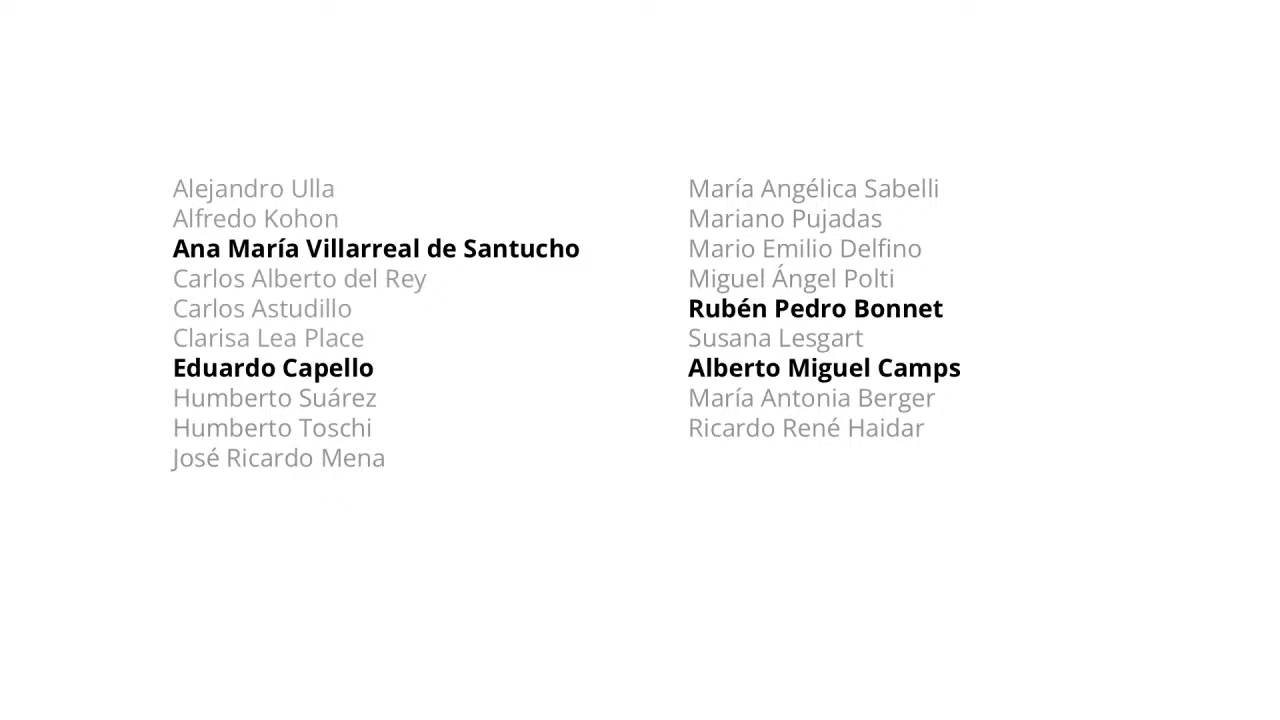 Alejandro Ulla
Alfredo Kohon
Ana María Villarreal de Santucho
Carlos Alberto del Rey
Carlos Astudillo
Clarisa Lea Place
Eduardo Capello
Humberto Suárez
Humberto Toschi
José Ricardo Mena
María Angélica Sabelli
Mariano Pujadas
Mario Emilio Delfino
Miguel Ángel Polti
Rubén Pedro Bonnet
Susana Lesgart
Alberto Miguel Camps
María Antonia Berger
Ricardo René Haidar